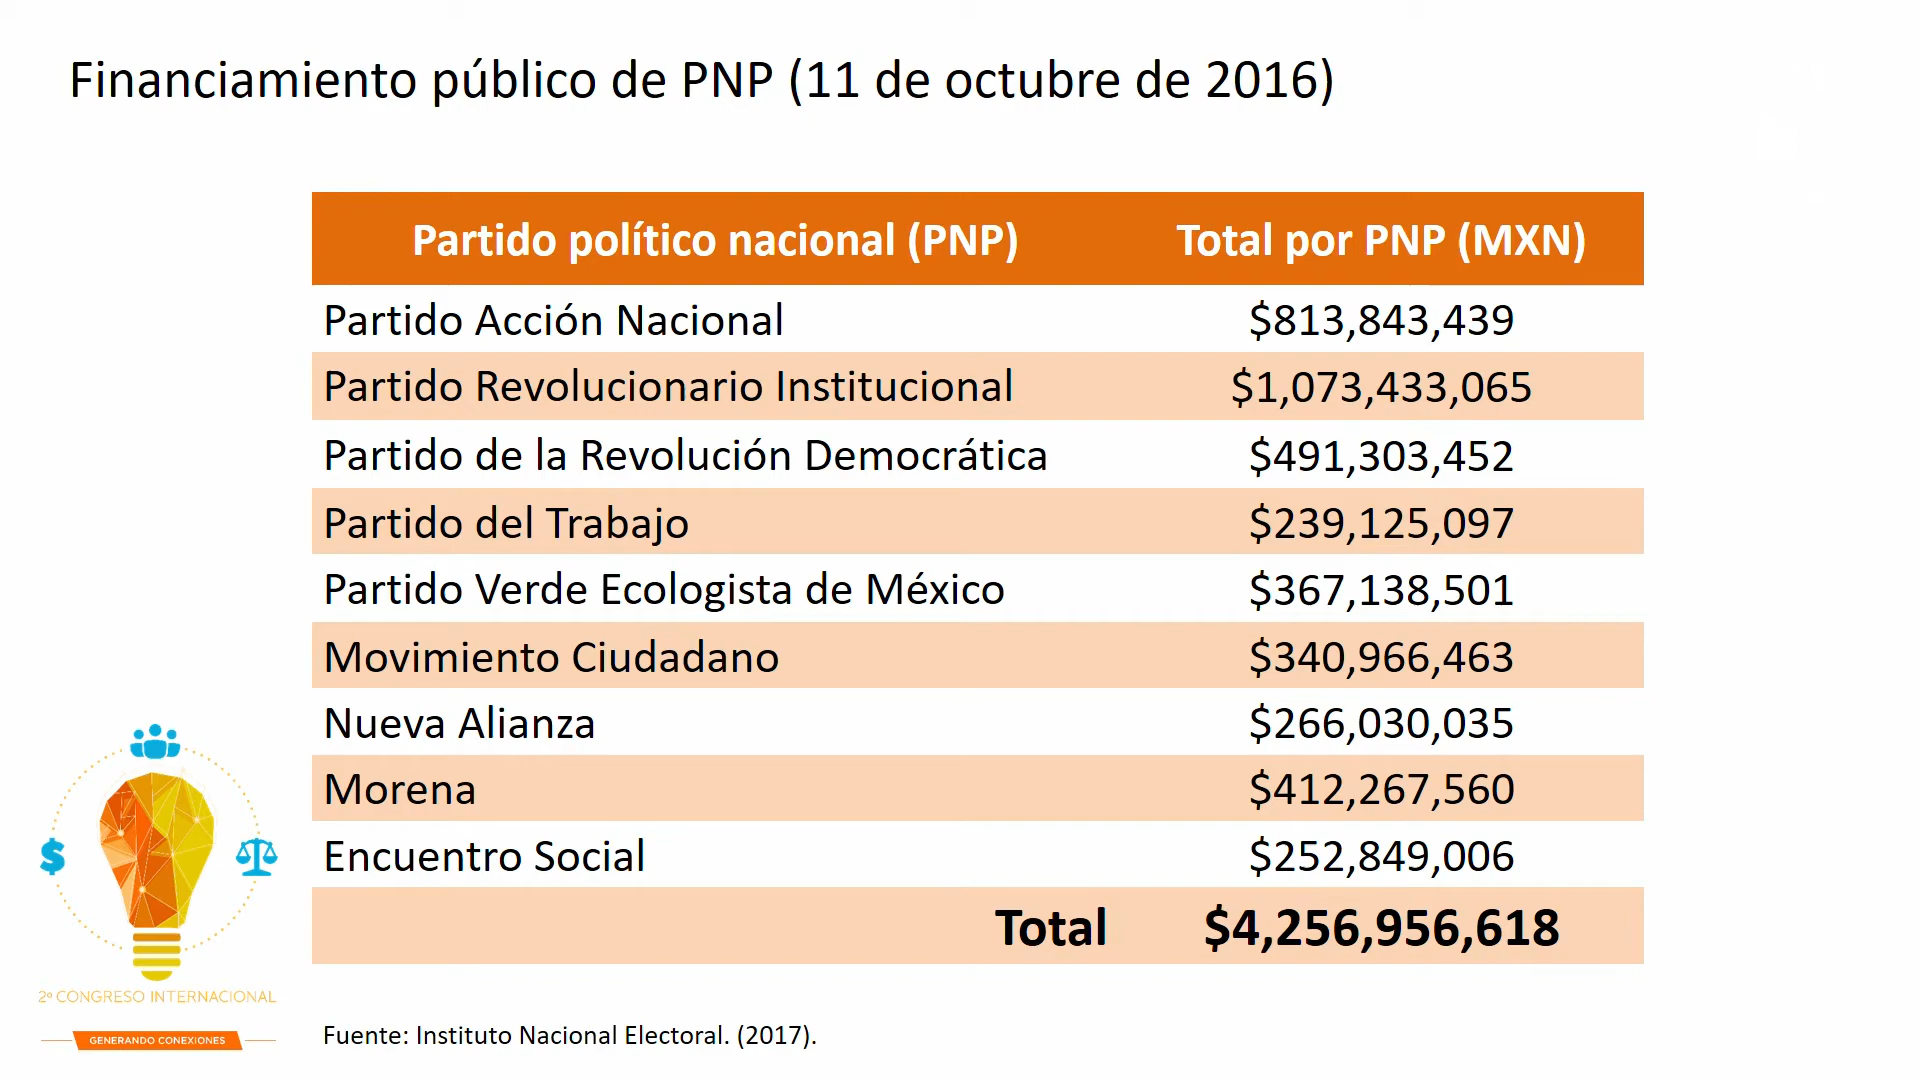 Financiamiento público de PNP (11 de octubre de 2016)
Partido político nacional (PNP) Total por PNP (MXN)
Partido Acción Nacional $813,843,439
Partido Revolucionario Institucional $1,073,433,065
Partido de la Revolución Democrática $491,303,452
Partido del Trabajo $239,125,097
Partido Verde Ecologista de México $367,138,501
Movimiento Ciudadano $340,966,463
Nueva Alianza $266,030,035
Morena $412,267,560
Encuentro Social $252,849,006
Total $4,256,956,618
$
2º CONGRESO INTERNACIONAL
GENERANDO CONEXIONES
Fuente: Instituto Nacional Electoral. (2017).